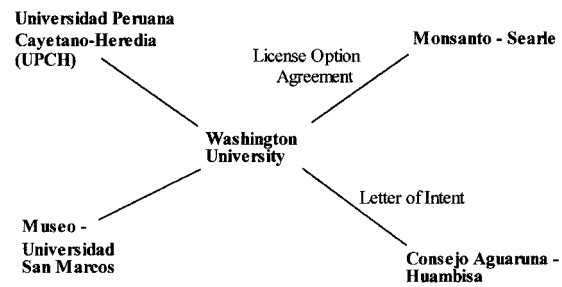 Universidad Peruana
Cayetano-Heredia
(UPCH)
Monsanto - Searle
License Option
Agreement
Washington
University
Letter of Intent
Museo -
Universidad
San Marcos
Consejo Aguaruna -
Huambisa